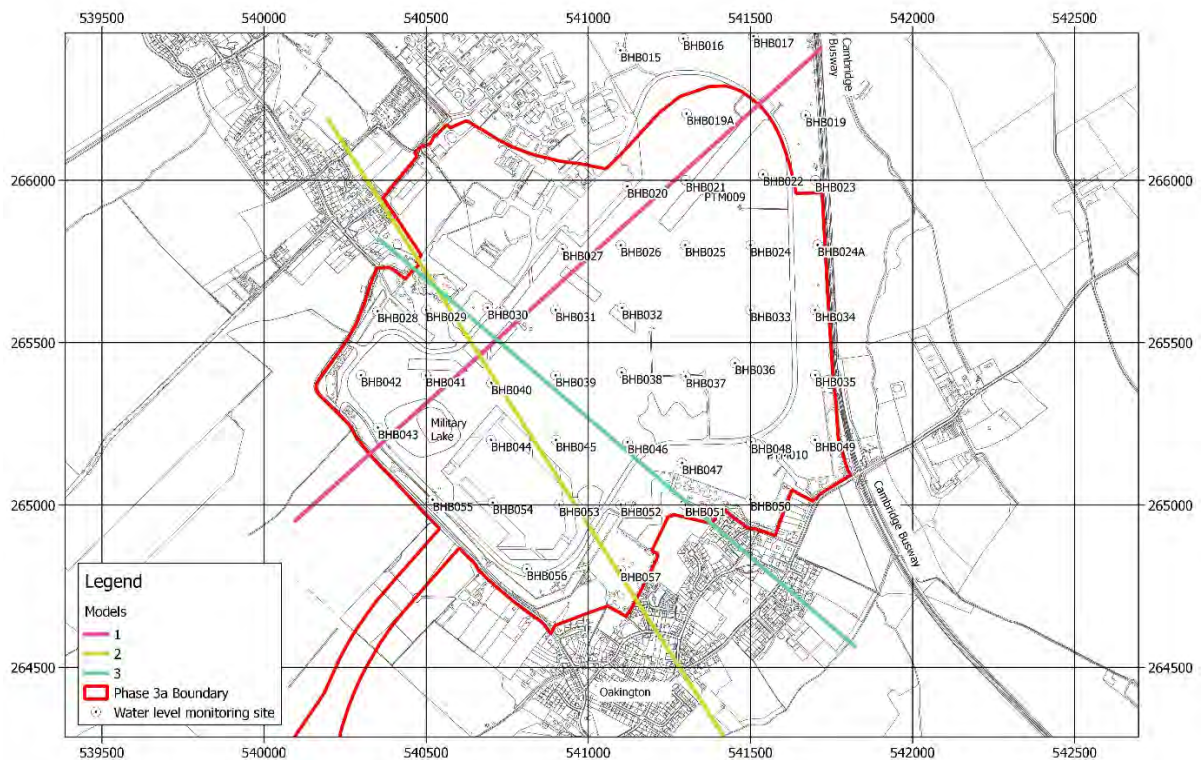 539500 540000 540500 541000 541500 542000 542500
BHB015 BHB016 BHB017
Cambridge
Busway
BHB019A BHB019
266000 266000
BHB020 BHB021 BHB022 BHB023
PTM009
BHB027 BHB026 BHB025 BHB024 BHB024A
BHB028 BHB029 BHB030 BHB031 BHB032 BHB033 BHB034
265500 265500
BHB036
BHB042 BHB041 BHB040 BHB039 BHB038 BHB037 BHB035
BHB043
Military
Lake
BHB044 BHB045 BHB046 BHB048 BHB049
BHB047
265000 265000
BHB055 BHB054 BHB053 BHB052 BHB051 BHB050
Cambridge Busway
BHB056 BHB057
Legend
Models
1
2
3
Phase 3a Boundary
Water level monitoring site
264500 264500
Oakington
539500 540000 540500 541000 541500 542000 542500